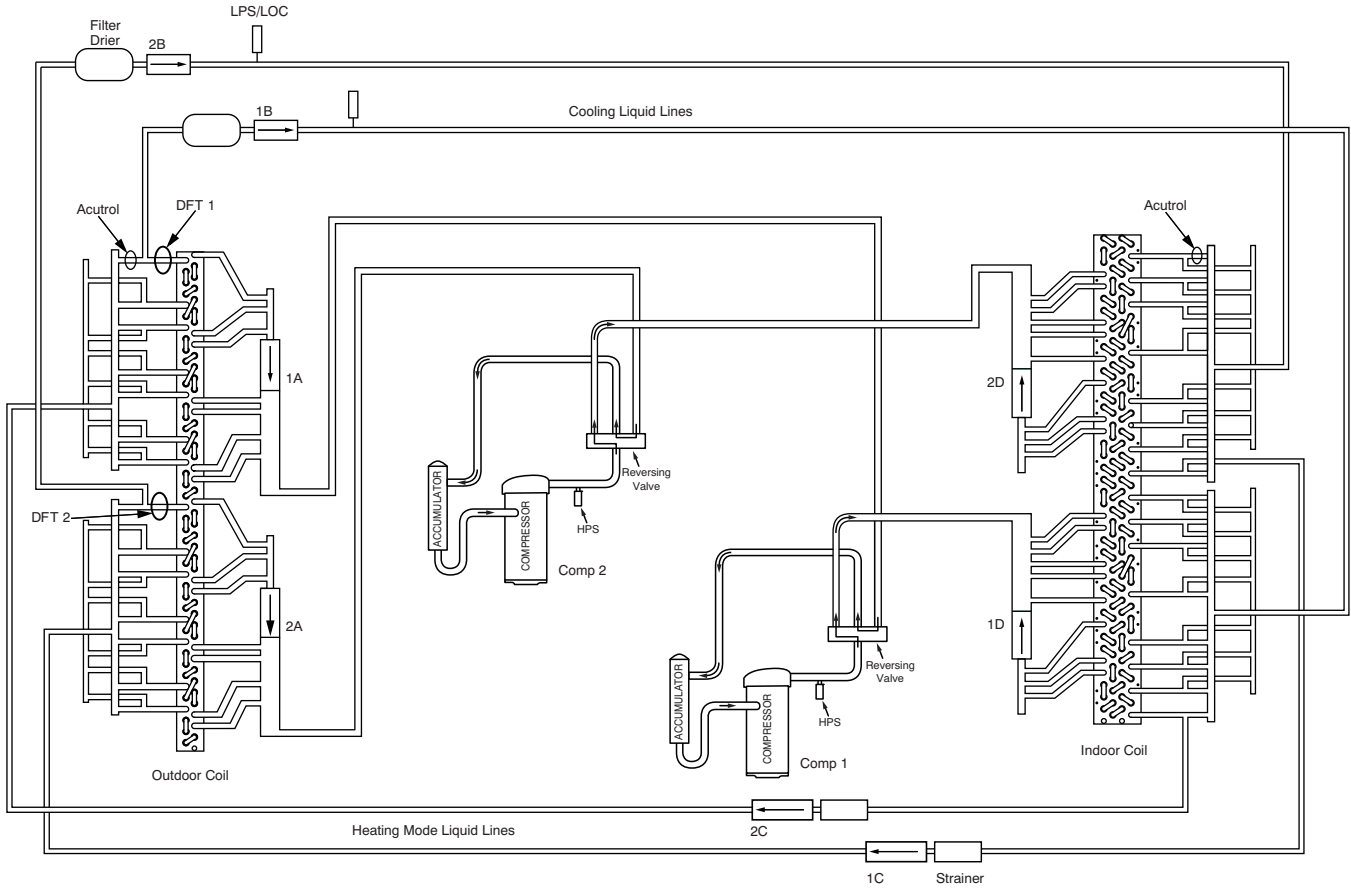 LPS/LOC
Filter
Drier
2B
1B
Cooling Liquid Lines
Acutrol
DFT 1
Acutrol
1A
2D
Reversing
Valve
ACCUMULATOR
COMPRESSOR
HPS
DFT 2
Comp 2
2A
1D
Reversing
Valve
ACCUMULATOR
COMPRESSOR
HPS
Comp 1
Indoor Coil
Outdoor Coil
Heating Mode Liquid Lines
2C
1C
Strainer